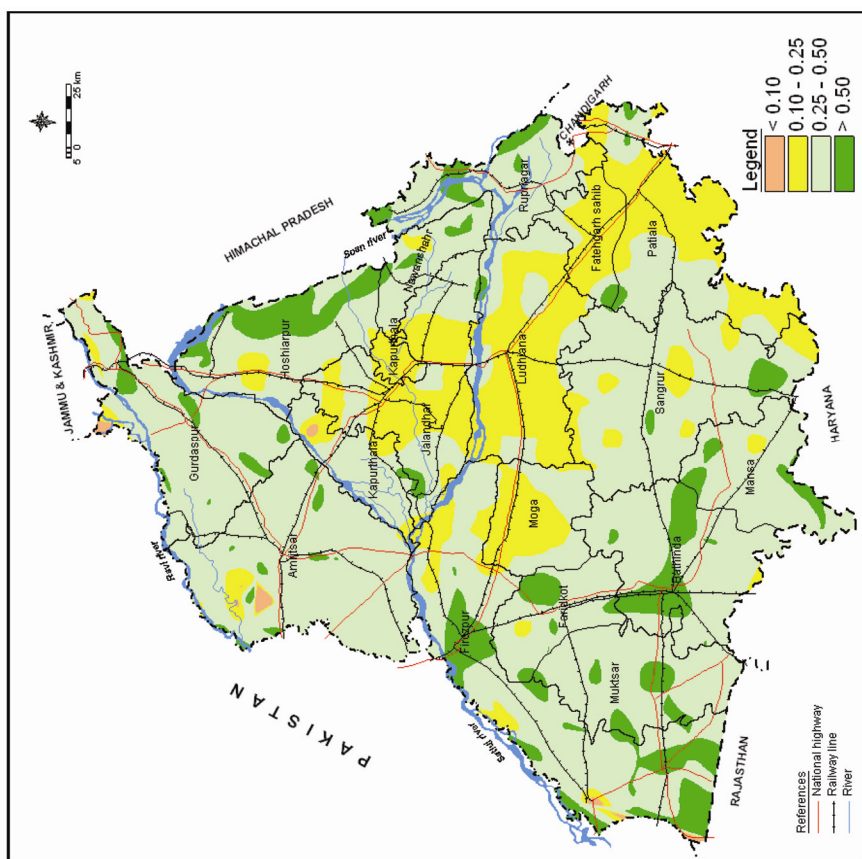 5 0 25 km
JAMMU & KASHMIR
HIMACHAL PRADESH
PAKISTAN
CHANDIGARH
HARYANA
RAJASTHAN
Ravi river
Soan river
Satluj river
Gurdaspur
Amritsar
Hoshiarpur
Kapurthala
Kapurthala
Jalandhar
Nawanshahr
Rupnagar
Ludhiana
Fatehgarh sahib
Patiala
Moga
Firozpur
Faridkot
Muktsar
Bathinda
Mansa
Sangrur
Legend
< 0.10
0.10 - 0.25
0.25 - 0.50
> 0.50
References
National highway
Railway line
River